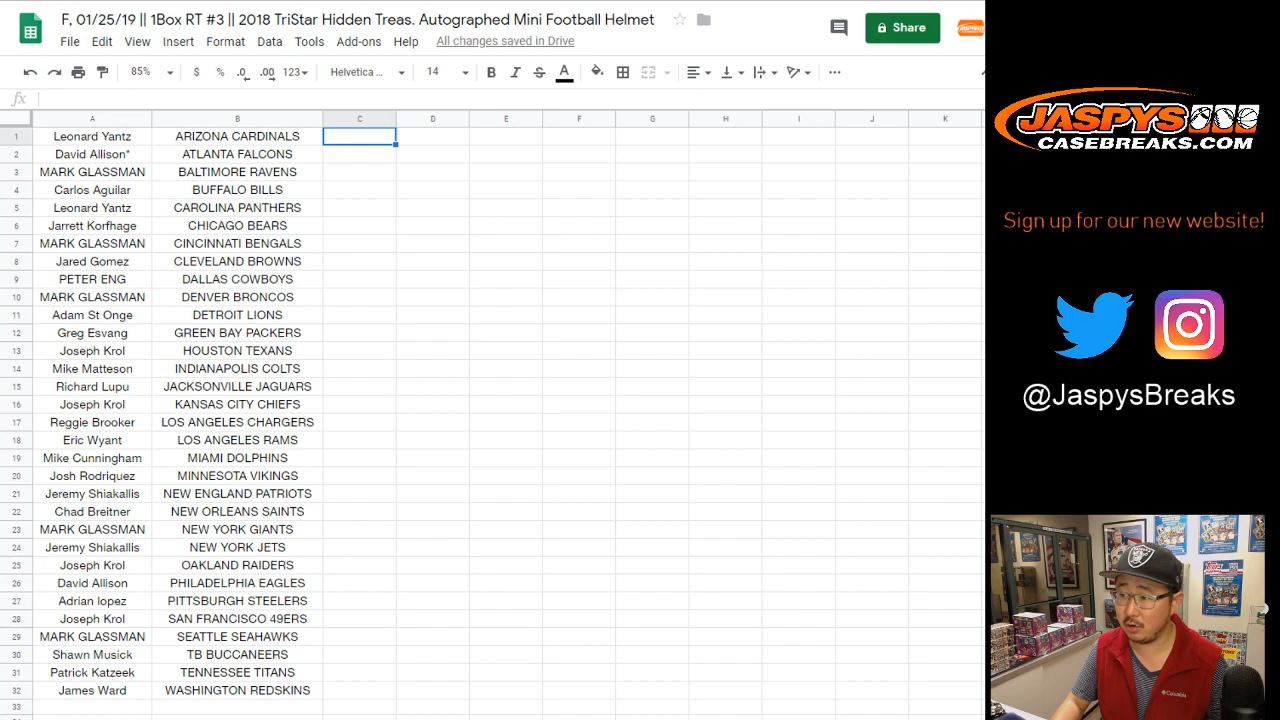 F, 01/25/19 || 1Box RT #3 || 2018 TriStar Hidden Treas. Autographed Mini Football Helmet
File Edit View Insert Format Data Tools Add-ons Help All changes saved in Drive
Share
85% $ % .0 .00 123 Helvetica ... 14 B I S A
fx
A B C D E F G H I J K
1 Leonard Yantz ARIZONA CARDINALS
2 David Allison* ATLANTA FALCONS
3 MARK GLASSMAN BALTIMORE RAVENS
4 Carlos Aguilar BUFFALO BILLS
5 Leonard Yantz CAROLINA PANTHERS
6 Jarrett Korfhage CHICAGO BEARS
7 MARK GLASSMAN CINCINNATI BENGALS
8 Jared Gomez CLEVELAND BROWNS
9 PETER ENG DALLAS COWBOYS
10 MARK GLASSMAN DENVER BRONCOS
11 Adam St Onge DETROIT LIONS
12 Greg Esvang GREEN BAY PACKERS
13 Joseph Krol HOUSTON TEXANS
14 Mike Matteson INDIANAPOLIS COLTS
15 Richard Lupu JACKSONVILLE JAGUARS
16 Joseph Krol KANSAS CITY CHIEFS
17 Reggie Brooker LOS ANGELES CHARGERS
18 Eric Wyant LOS ANGELES RAMS
19 Mike Cunningham MIAMI DOLPHINS
20 Josh Rodriquez MINNESOTA VIKINGS
21 Jeremy Shiakallis NEW ENGLAND PATRIOTS
22 Chad Breitner NEW ORLEANS SAINTS
23 MARK GLASSMAN NEW YORK GIANTS
24 Jeremy Shiakallis NEW YORK JETS
25 Joseph Krol OAKLAND RAIDERS
26 David Allison PHILADELPHIA EAGLES
27 Adrian lopez PITTSBURGH STEELERS
28 Joseph Krol SAN FRANCISCO 49ERS
29 MARK GLASSMAN SEATTLE SEAHAWKS
30 Shawn Musick TB BUCCANEERS
31 Patrick Katzeek TENNESSEE TITANS
32 James Ward WASHINGTON REDSKINS
33
JASPYS
CASEBREAKS.COM
Sign up for our new website!
@JaspysBreaks
Topps
Columbia